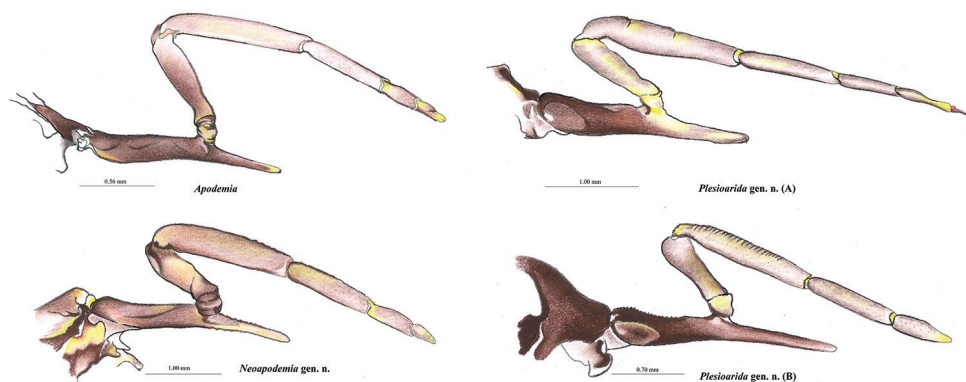 0.56 mm
Apodemia
1.00 mm
Plesioarida gen. n. (A)
1.00 mm
Neoapodemia gen. n.
0.70 mm
Plesioarida gen. n. (B)